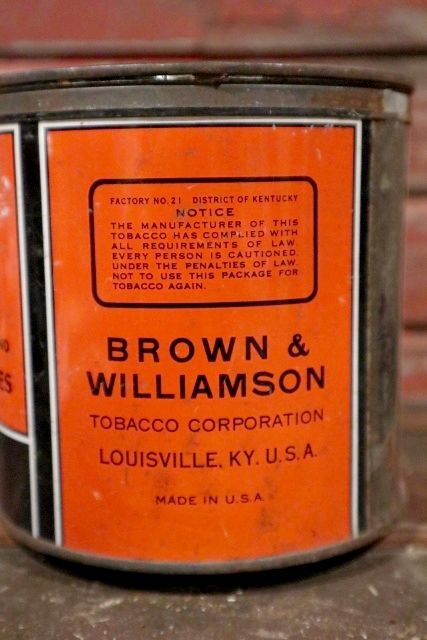 FACTORY NO. 21 DISTRICT OF KENTUCKY
NOTICE
THE MANUFACTURER OF THIS
TOBACCO HAS COMPLIED WITH
ALL REQUIREMENTS OF LAW.
EVERY PERSON IS CAUTIONED,
UNDER THE PENALTIES OF LAW,
NOT TO USE THIS PACKAGE FOR
TOBACCO AGAIN.
BROWN &
WILLIAMSON
TOBACCO CORPORATION
LOUISVILLE, KY. U.S.A.
MADE IN U.S.A.